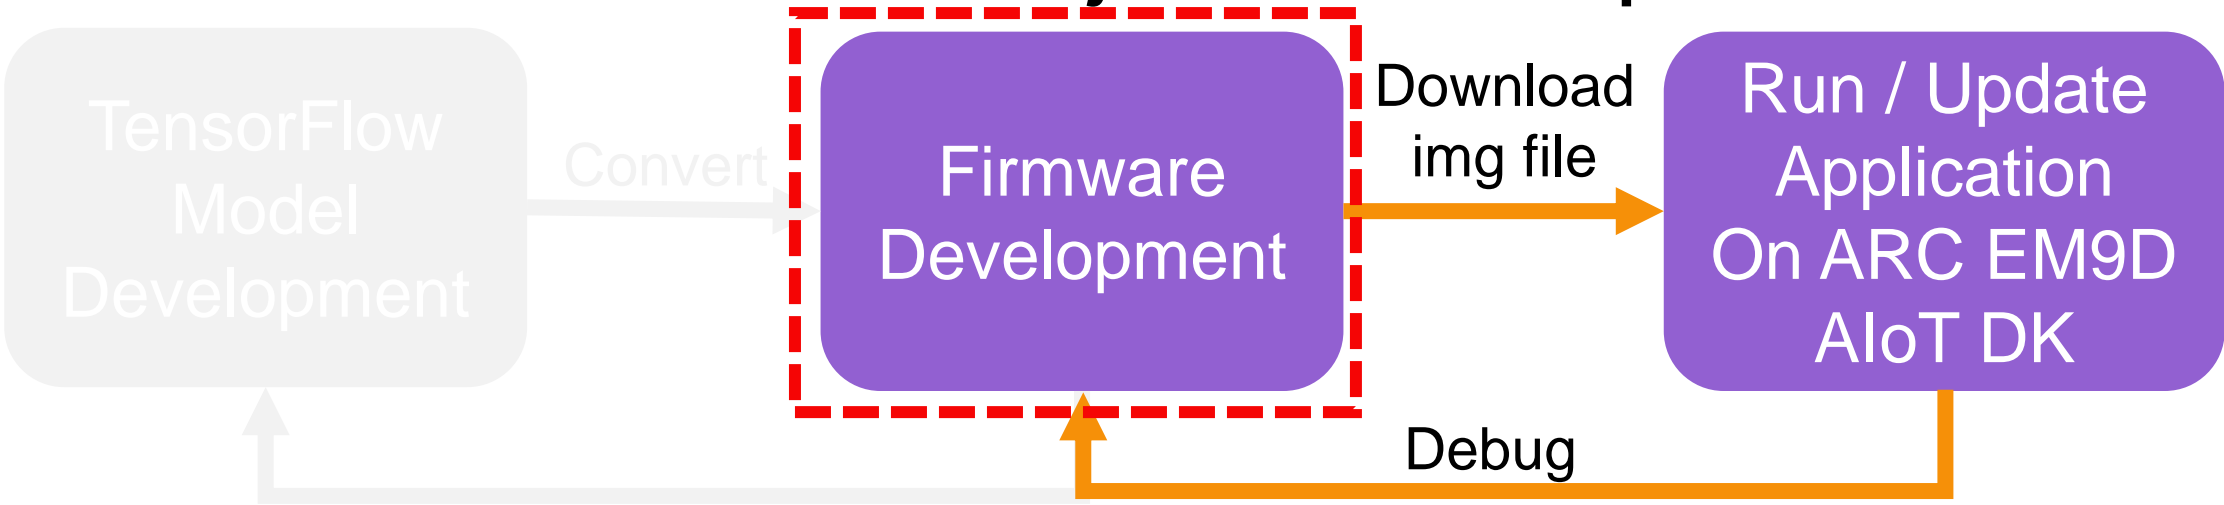 TensorFlow
Model
Development
Convert
Firmware
Development
Download
img file
Run / Update
Application
On ARC EM9D
AIoT DK
Debug